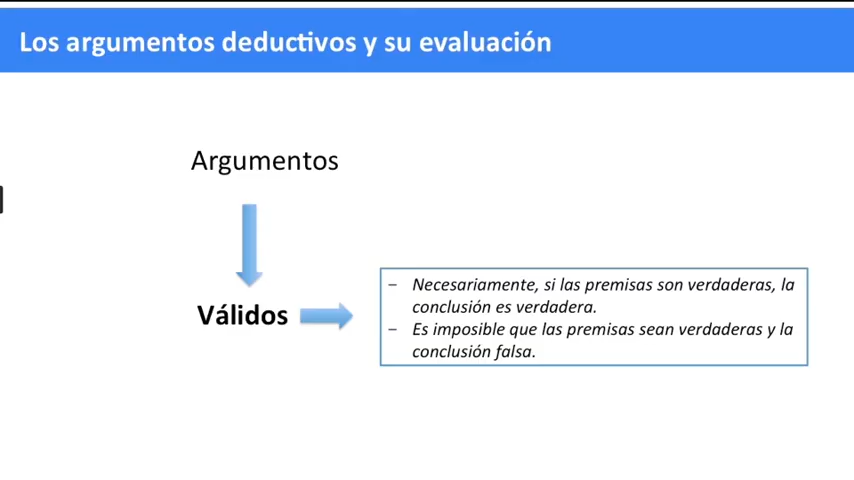 Los argumentos deductivos y su evaluación
Argumentos
Válidos
– Necesariamente, si las premisas son verdaderas, la
conclusión es verdadera.
– Es imposible que las premisas sean verdaderas y la
conclusión falsa.